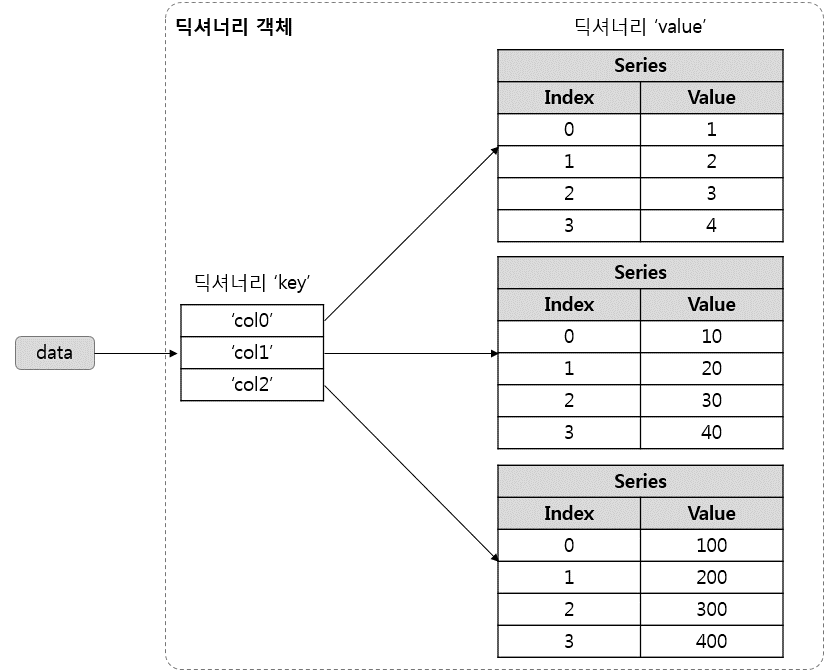 딕셔너리 객체
딕셔너리 ‘value’
Series
Index Value
0 1
1 2
2 3
3 4
딕셔너리 ‘key’
‘col0’
‘col1’
‘col2’
data
Series
Index Value
0 10
1 20
2 30
3 40
Series
Index Value
0 100
1 200
2 300
3 400